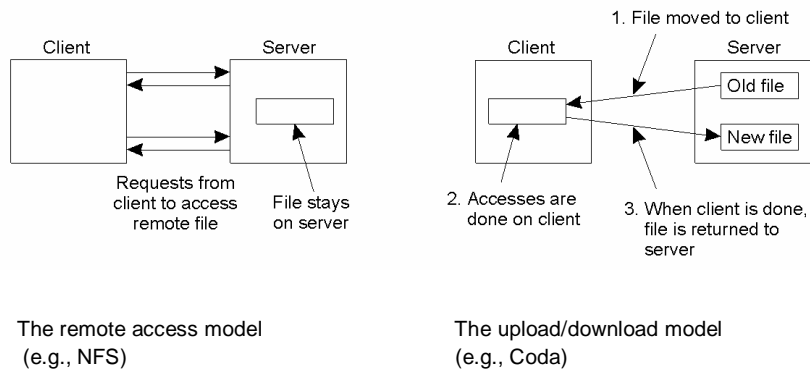 Client
Server
Requests from
client to access
remote file
File stays
on server
1. File moved to client
Client
Server
Old file
New file
2. Accesses are
done on client
3. When client is done,
file is returned to
server
The remote access model
(e.g., NFS)
The upload/download model
(e.g., Coda)